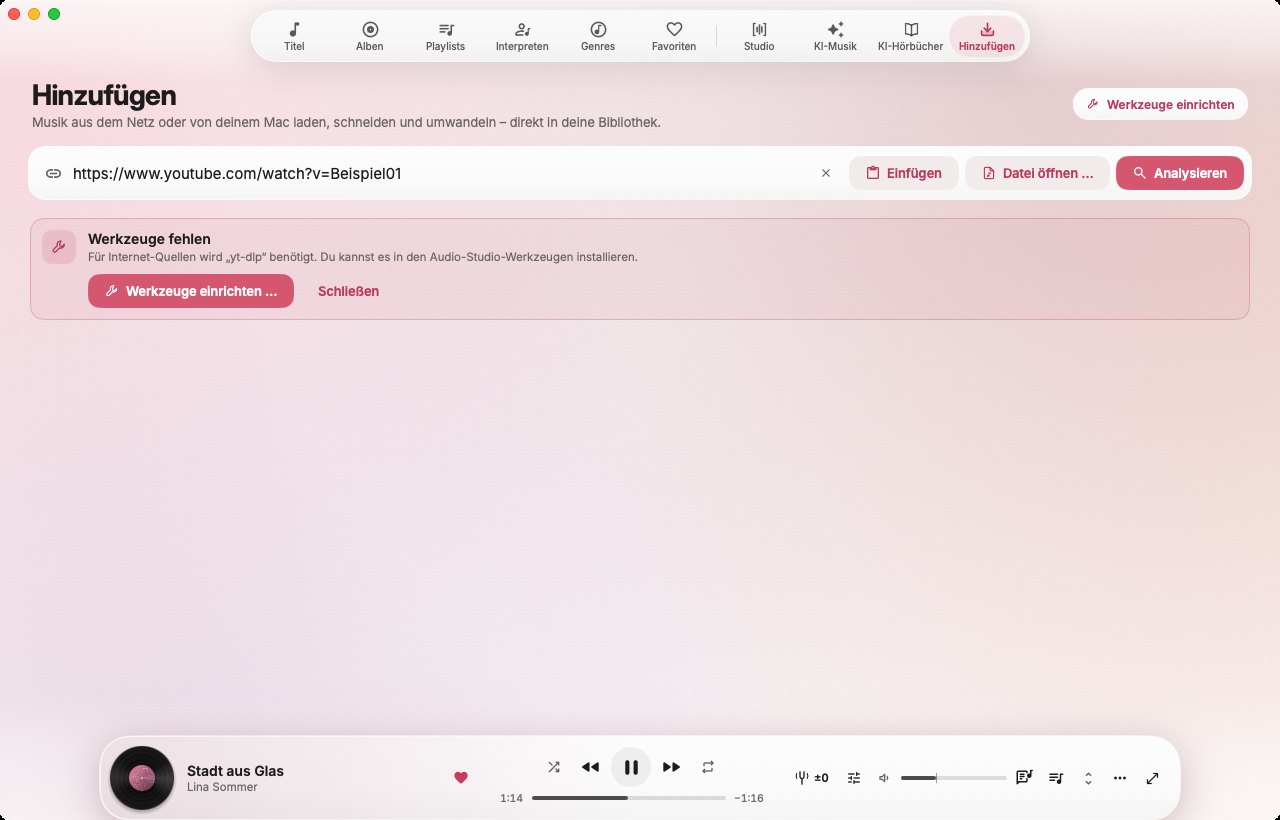 Titel
Alben
Playlists
Interpreten
Genres
Favoriten
Studio
KI-Musik
KI-Hörbücher
Hinzufügen
Hinzufügen
Musik aus dem Netz oder von deinem Mac laden, schneiden und umwandeln – direkt in deine Bibliothek.
Werkzeuge einrichten
https://www.youtube.com/watch?v=Beispiel01
Einfügen
Datei öffnen ...
Analysieren
Werkzeuge fehlen
Für Internet-Quellen wird „yt-dlp“ benötigt. Du kannst es in den Audio-Studio-Werkzeugen installieren.
Werkzeuge einrichten ...
Schließen
Stadt aus Glas
Lina Sommer
1:14
−1:16
±0